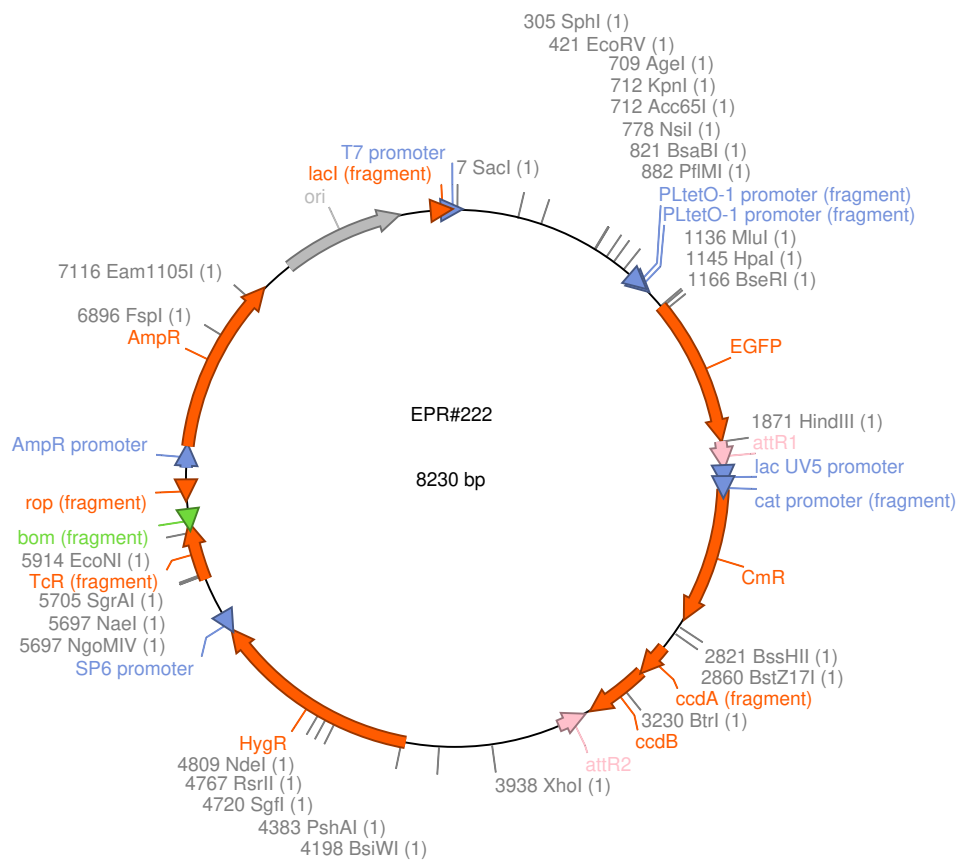 305 SphI (1)
421 EcoRV (1)
709 AgeI (1)
712 KpnI (1)
712 Acc65I (1)
778 NsiI (1)
821 BsaBI (1)
882 PflMI (1)
T7 promoter
7 SacI (1)
lacI (fragment)
ori
PLtetO-1 promoter (fragment)
PLtetO-1 promoter (fragment)
1136 MluI (1)
1145 HpaI (1)
1166 BseRI (1)
7116 Eam1105I (1)
6896 FspI (1)
AmpR
EGFP
EPR#222
8230 bp
1871 HindIII (1)
attR1
lac UV5 promoter
cat promoter (fragment)
AmpR promoter
rop (fragment)
bom (fragment)
5914 EcoNI (1)
TcR (fragment)
5705 SgrAI (1)
5697 NaeI (1)
5697 NgoMIV (1)
SP6 promoter
CmR
2821 BssHII (1)
2860 BstZ17I (1)
ccdA (fragment)
3230 BtrI (1)
ccdB
attR2
3938 XhoI (1)
HygR
4809 NdeI (1)
4767 RsrII (1)
4720 SgfI (1)
4383 PshAI (1)
4198 BsiWI (1)